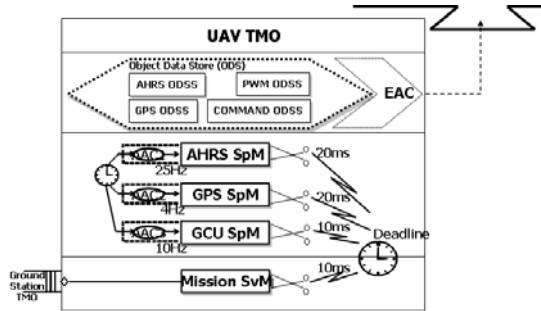 UAV TMO
Object Data Store (ODS)
AHRS ODSS
PWM ODSS
GPS ODSS
COMMAND ODSS
EAC
AAC
AHRS SpM
20ms
25Hz
AAC
GPS SpM
20ms
4Hz
AAC
GCU SpM
10ms
10Hz
Deadline
Ground
Station
TMO
Mission SvM
10ms